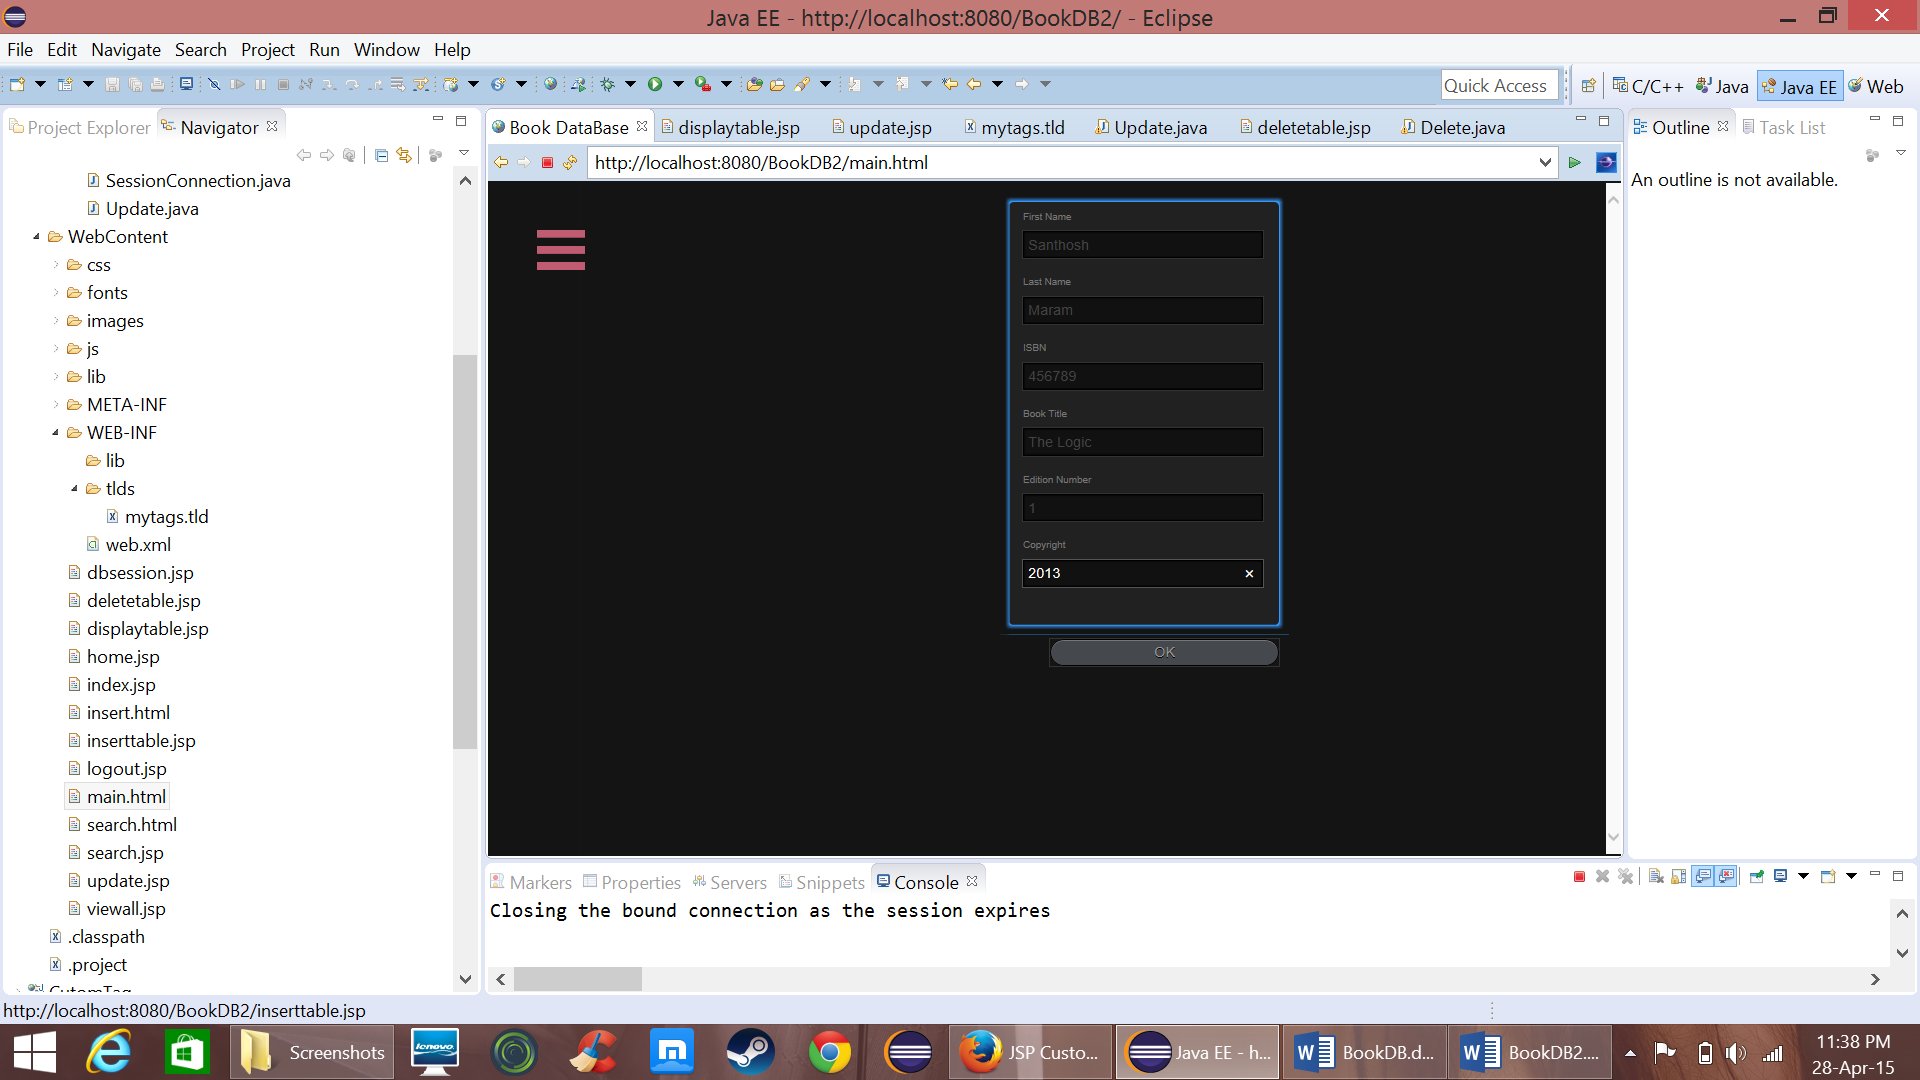 Java EE - http://localhost:8080/BookDB2/ - Eclipse
File Edit Navigate Search Project Run Window Help
Quick Access
C/C++ Java Java EE Web
Project Explorer Navigator
Book DataBase displaytable.jsp update.jsp mytags.tld Update.java deletetable.jsp Delete.java
Outline Task List
http://localhost:8080/BookDB2/main.html
An outline is not available.
SessionConnection.java
Update.java
WebContent
css
fonts
images
js
lib
META-INF
WEB-INF
lib
tlds
mytags.tld
web.xml
dbsession.jsp
deletetable.jsp
displaytable.jsp
home.jsp
index.jsp
insert.html
inserttable.jsp
logout.jsp
main.html
search.html
search.jsp
update.jsp
viewall.jsp
.classpath
.project
CutomTag
First Name
Santhosh
Last Name
Maram
ISBN
456789
Book Title
The Logic
Edition Number
1
Copyright
2013
OK
Markers Properties Servers Snippets Console
Closing the bound connection as the session expires
http://localhost:8080/BookDB2/inserttable.jsp
Screenshots
lenovo
JSP Custo...
Java EE - h...
BookDB.d...
BookDB2....
11:38 PM
28-Apr-15